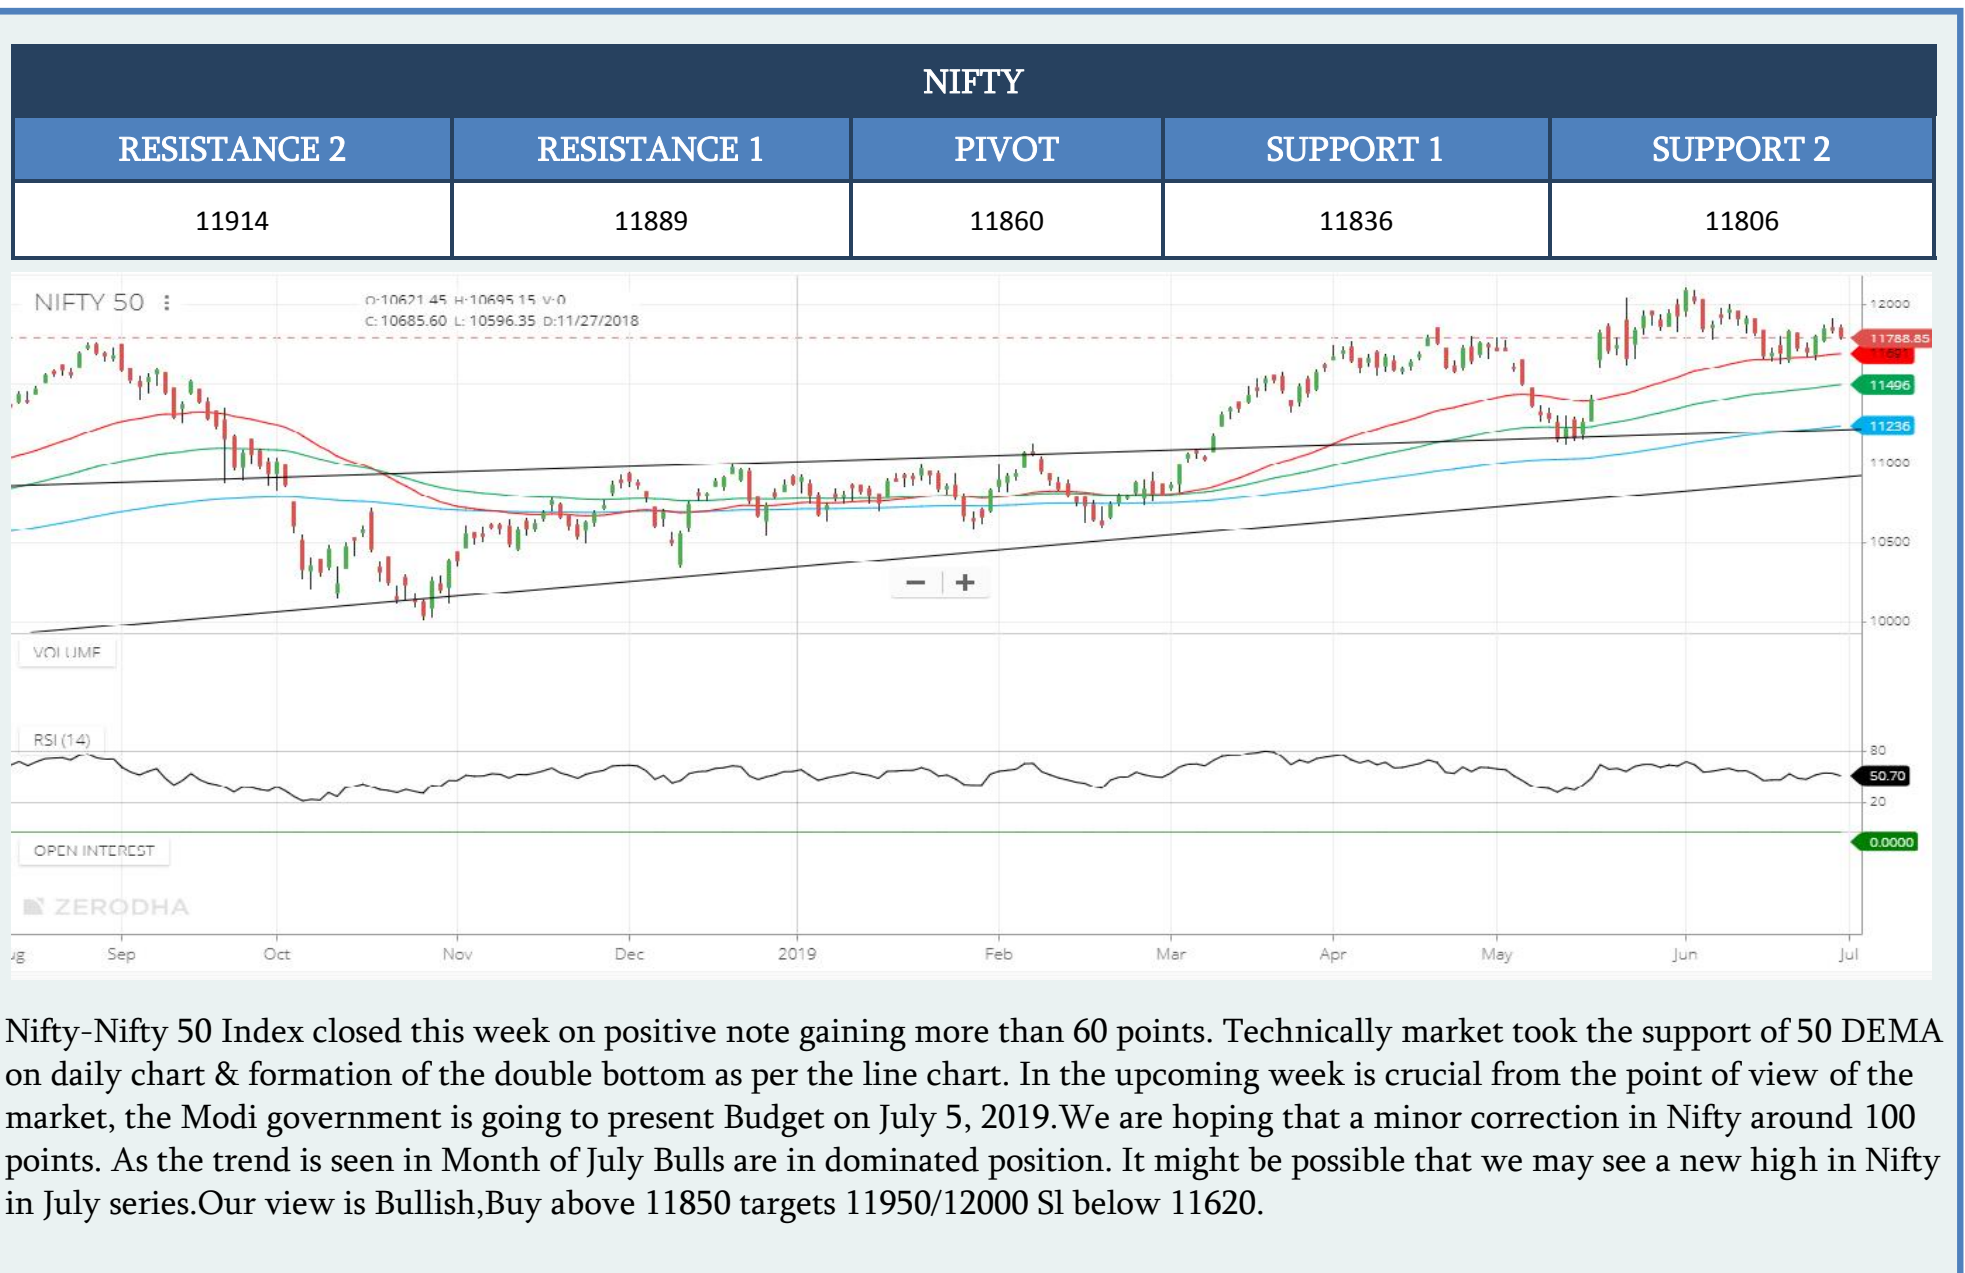 NIFTY
RESISTANCE 2 RESISTANCE 1 PIVOT SUPPORT 1 SUPPORT 2
11914 11889 11860 11836 11806
NIFTY 50
O:10621.45 H:10695.15 V:0
C: 10685.60 L: 10596.35 D:11/27/2018
12000
11788.85
11691
11496
11236
11000
10500
10000
VOLUME
RSI (14)
80
50.70
20
OPEN INTEREST
0.0000
ZERODHA
ug Sep Oct Nov Dec 2019 Feb Mar Apr May Jun Jul
Nifty-Nifty 50 Index closed this week on positive note gaining more than 60 points. Technically market took the support of 50 DEMA
on daily chart & formation of the double bottom as per the line chart. In the upcoming week is crucial from the point of view of the
market, the Modi government is going to present Budget on July 5, 2019.We are hoping that a minor correction in Nifty around 100
points. As the trend is seen in Month of July Bulls are in dominated position. It might be possible that we may see a new high in Nifty
in July series.Our view is Bullish,Buy above 11850 targets 11950/12000 Sl below 11620.